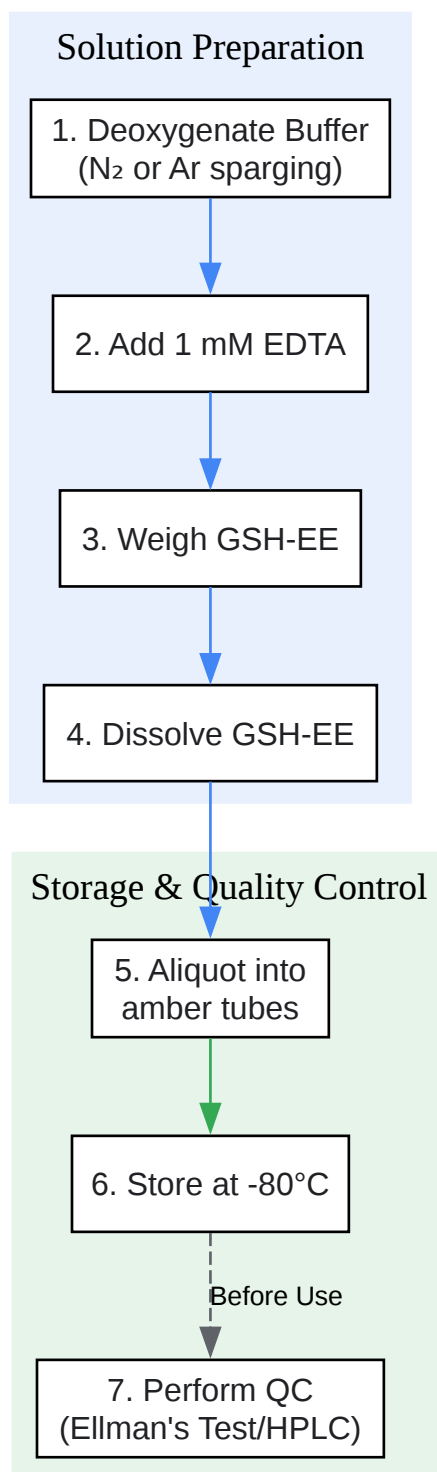 Solution Preparation
1. Deoxygenate Buffer
(N₂ or Ar sparging)
2. Add 1 mM EDTA
3. Weigh GSH-EE
4. Dissolve GSH-EE
Storage & Quality Control
5. Aliquot into
amber tubes
6. Store at -80°C
Before Use
7. Perform QC
(Ellman's Test/HPLC)